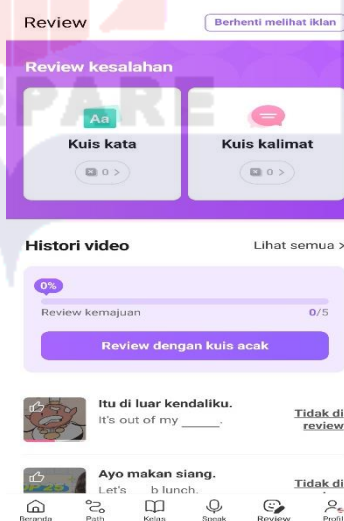 Review
Berhenti melihat iklan
Review kesalahan
PARE
Aa
Kuis kata
Kuis kalimat
0 >
0 >
Histori video
Lihat semua >
0%
Review kemajuan
0/5
Review dengan kuis acak
Itu di luar kendaliku.
It's out of my ______.
Tidak di
review
Ayo makan siang.
Let's __ b lunch.
Tidak di
Beranda
Path
Kelas
Speak
Review
Profil